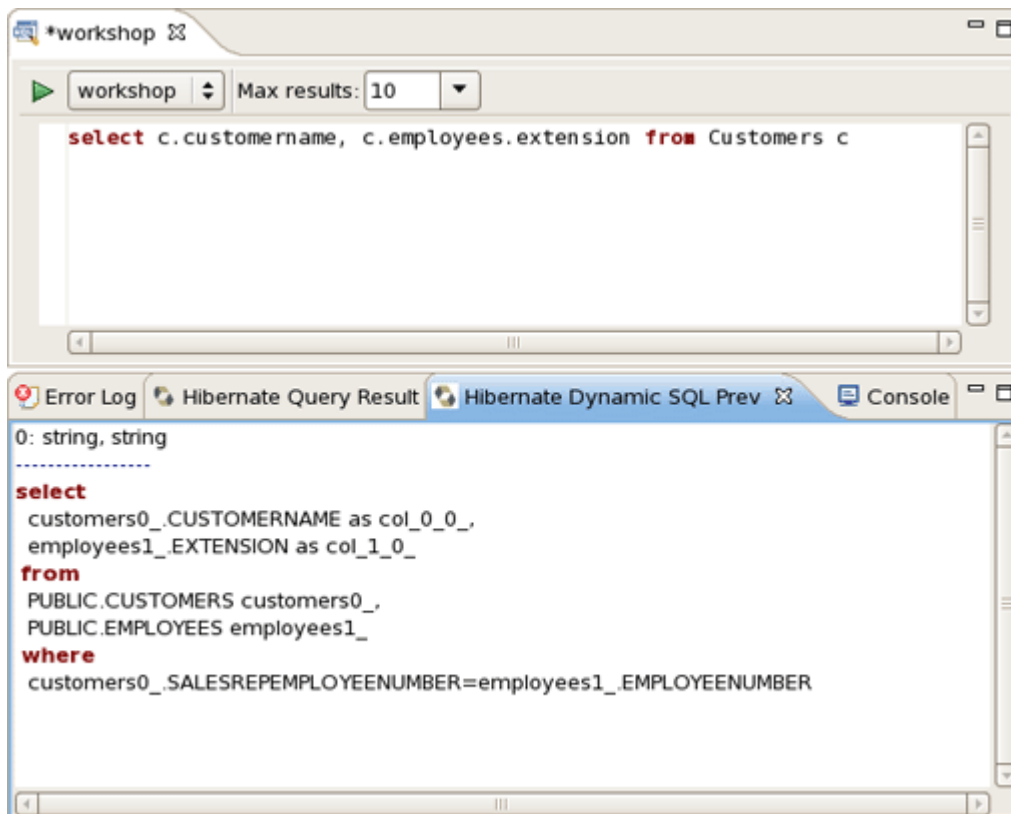 *workshop
workshop Max results: 10
select c.customername, c.employees.extension from Customers c
Error Log Hibernate Query Result Hibernate Dynamic SQL Prev Console
0: string, string
-----------------
select
customers0_.CUSTOMERNAME as col_0_0_,
employees1_.EXTENSION as col_1_0_
from
PUBLIC.CUSTOMERS customers0_,
PUBLIC.EMPLOYEES employees1_
where
customers0_.SALESREPEMPLOYEENUMBER=employees1_.EMPLOYEENUMBER